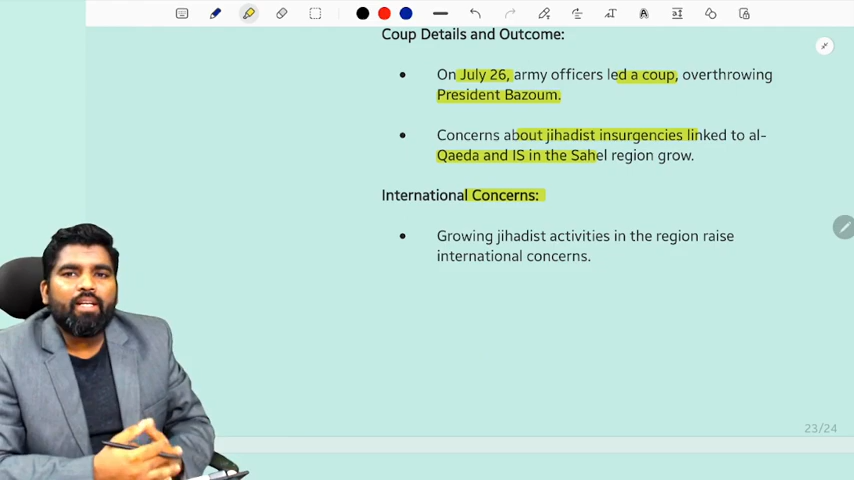 Coup Details and Outcome:
• On July 26, army officers led a coup, overthrowing
President Bazoum.
• Concerns about jihadist insurgencies linked to al-
Qaeda and IS in the Sahel region grow.
International Concerns:
• Growing jihadist activities in the region raise
international concerns.
23/24